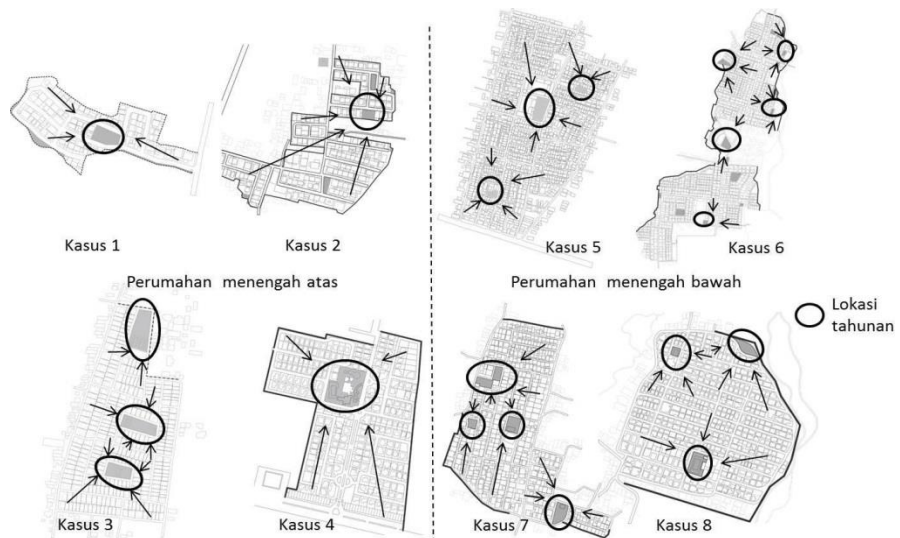 Kasus 1
Kasus 2
Kasus 5
Kasus 6
Perumahan menengah atas
Perumahan menengah bawah
Lokasi
tahunan
Kasus 3
Kasus 4
Kasus 7
Kasus 8